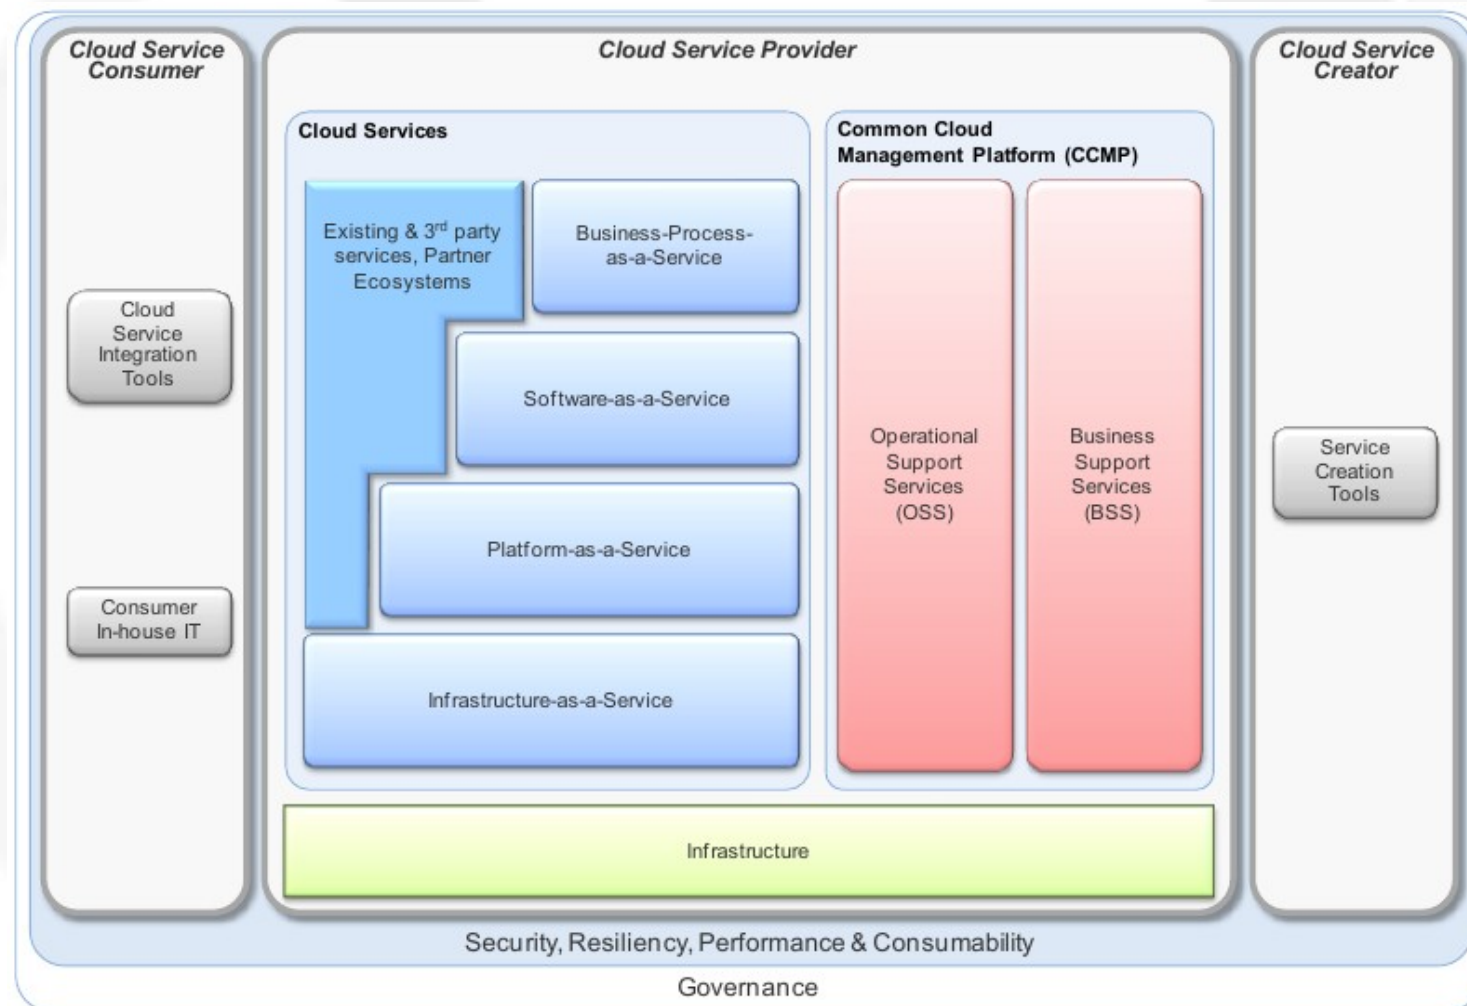 Cloud Service
Consumer
Cloud Service Provider
Cloud Service
Creator
Cloud Services
Common Cloud
Management Platform (CCMP)
Existing & 3rd party
services, Partner
Ecosystems
Business-Process-
as-a-Service
Cloud
Service
Integration
Tools
Software-as-a-Service
Operational
Support
Services
(OSS)
Business
Support
Services
(BSS)
Service
Creation
Tools
Platform-as-a-Service
Consumer
In-house IT
Infrastructure-as-a-Service
Infrastructure
Security, Resiliency, Performance & Consumability
Governance